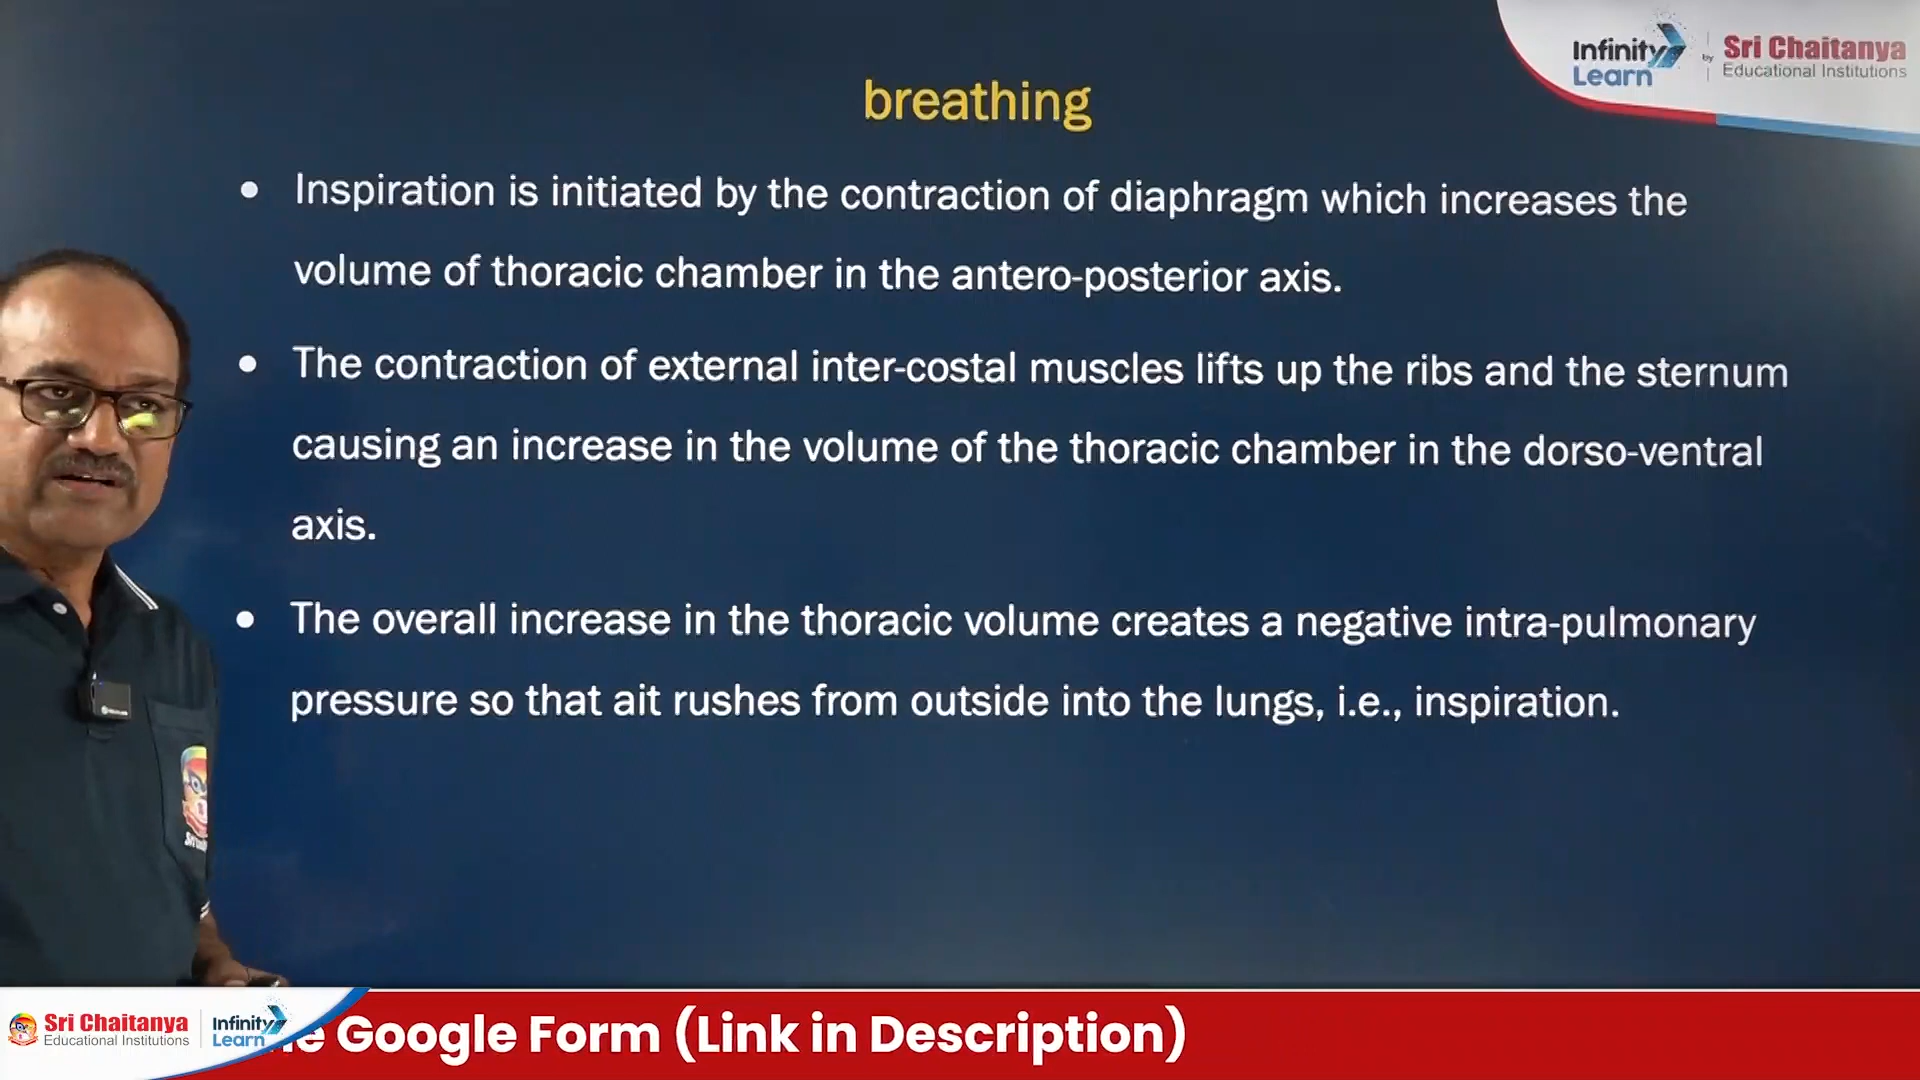 Infinity Learn by Sri Chaitanya Educational Institutions
breathing
• Inspiration is initiated by the contraction of diaphragm which increases the
volume of thoracic chamber in the antero-posterior axis.
• The contraction of external inter-costal muscles lifts up the ribs and the sternum
causing an increase in the volume of the thoracic chamber in the dorso-ventral
axis.
• The overall increase in the thoracic volume creates a negative intra-pulmonary
pressure so that ait rushes from outside into the lungs, i.e., inspiration.
Sri Chaitanya Educational Institutions
Infinity Learn
Google Form (Link in Description)